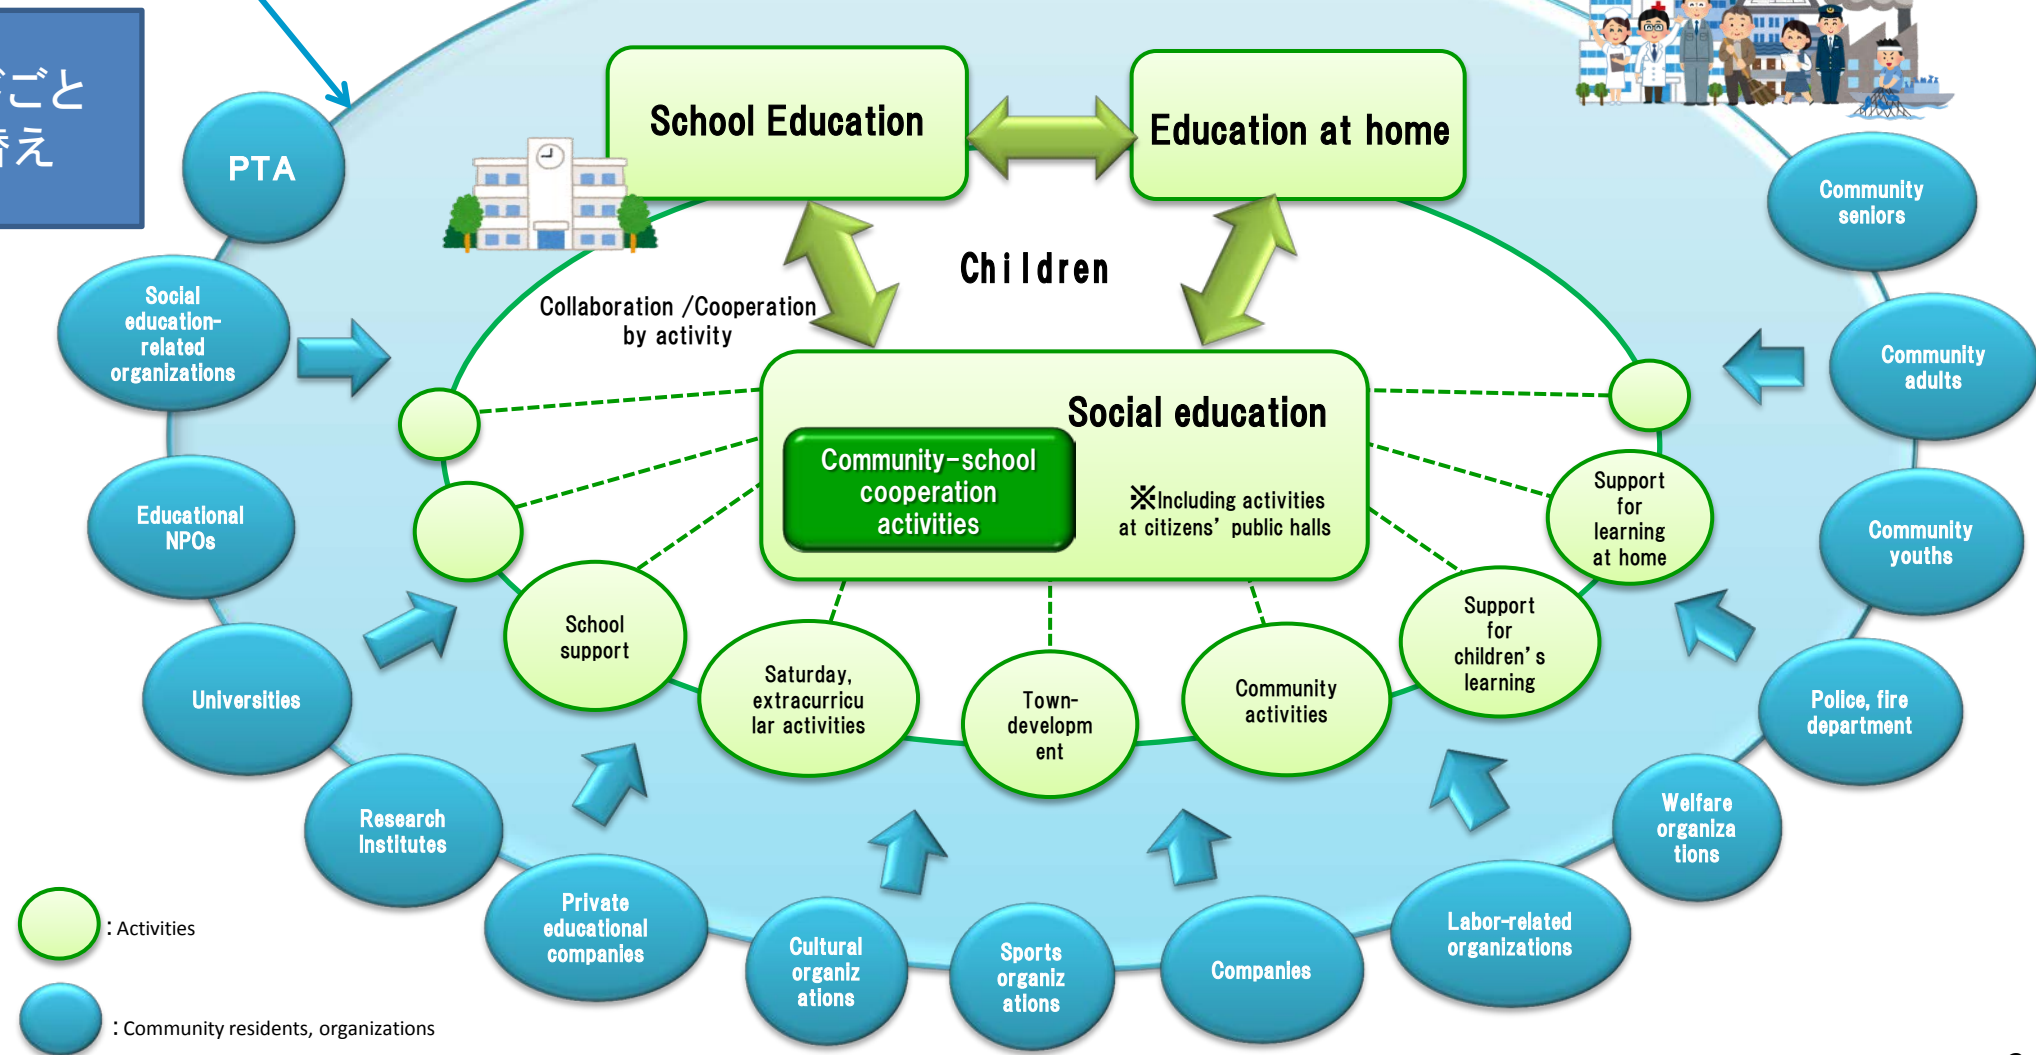 ごと
替え
PTA
School Education
Education at home
Community
seniors
Children
Social
education-
related
organizations
Collaboration /Cooperation
by activity
Community
adults
Social education
Community-school
cooperation
activities
※Including activities
at citizens' public halls
Support
for
learning
at home
Educational
NPOs
Community
youths
School
support
Support
for
children's
learning
Saturday,
extracurricu
lar activities
Town-
developm
ent
Community
activities
Universities
Police, fire
department
Research
Institutes
Welfare
organiza
tions
Private
educational
companies
Cultural
organiz
ations
Sports
organiz
ations
Companies
Labor-related
organizations
: Activities
: Community residents, organizations